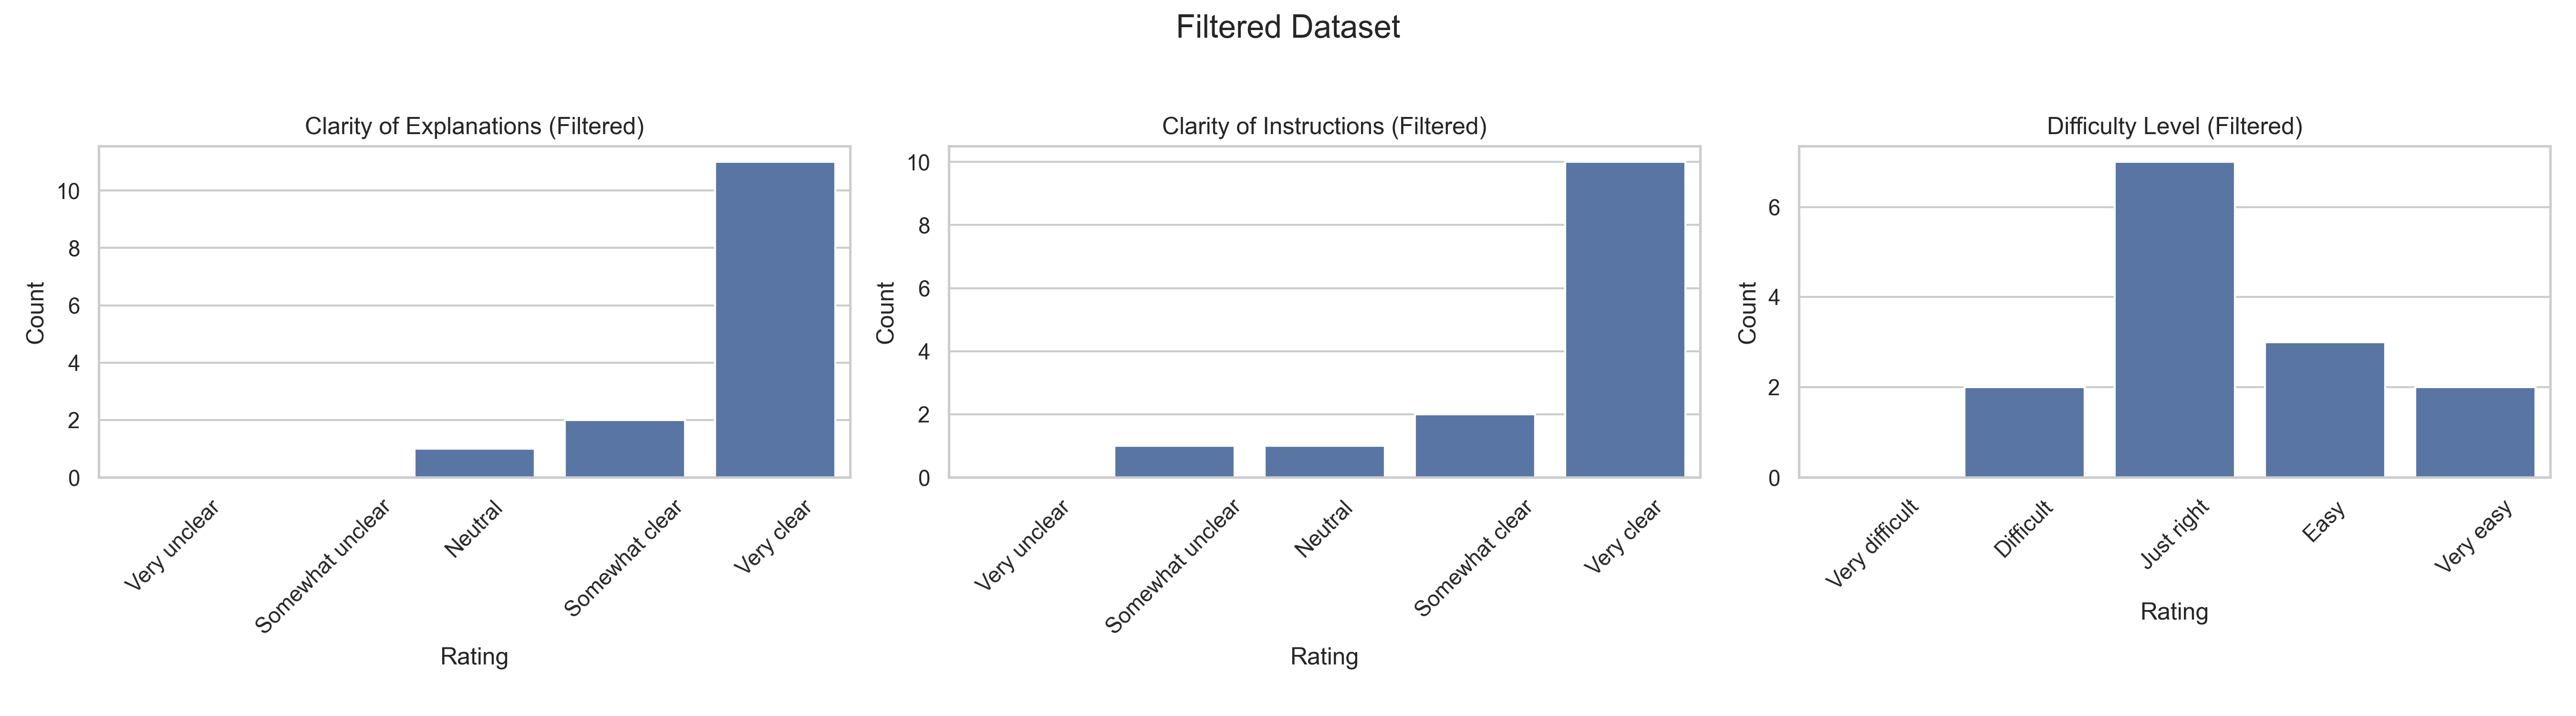 Filtered Dataset
Clarity of Explanations (Filtered)
Count
10
8
6
4
2
0
Very unclear
Somewhat unclear
Neutral
Somewhat clear
Very clear
Rating
Clarity of Instructions (Filtered)
Count
10
8
6
4
2
0
Very unclear
Somewhat unclear
Neutral
Somewhat clear
Very clear
Rating
Difficulty Level (Filtered)
Count
6
4
2
0
Very difficult
Difficult
Just right
Easy
Very easy
Rating